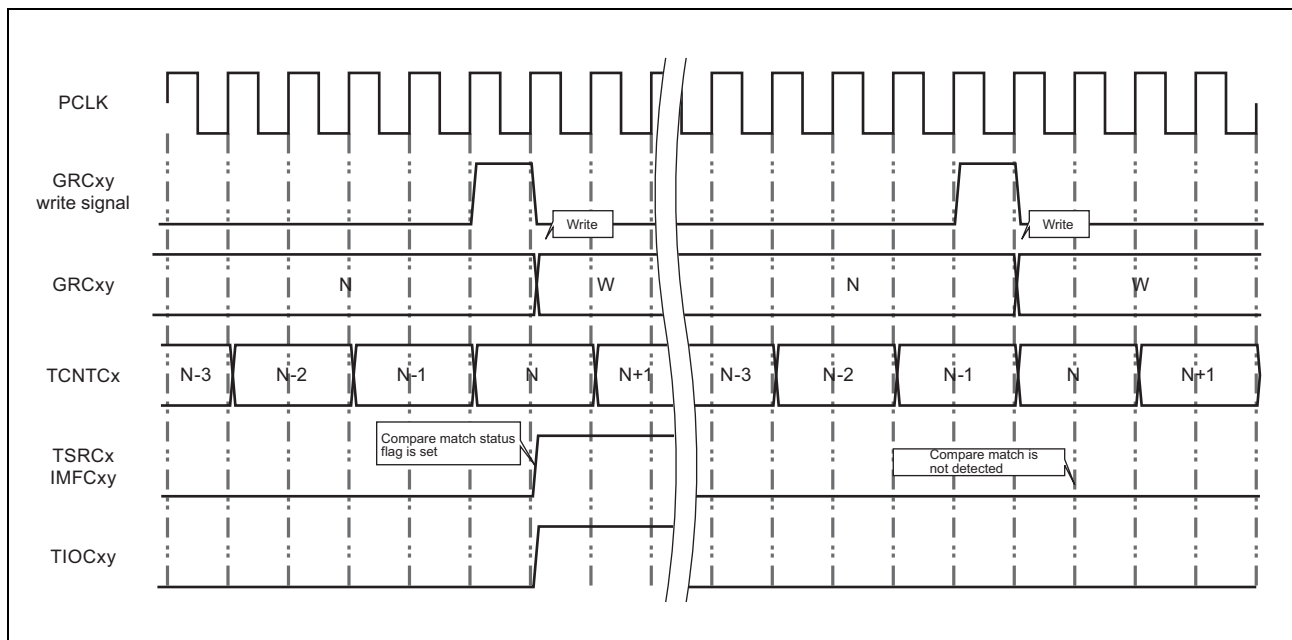 PCLK
GRCxy
write signal
Write
Write
GRCxy
N
W
N
W
TCNTCx
N-3
N-2
N-1
N
N+1
N-3
N-2
N-1
N
N+1
Compare match status
flag is set
TSRCx
IMFCxy
Compare match is
not detected
TIOCxy